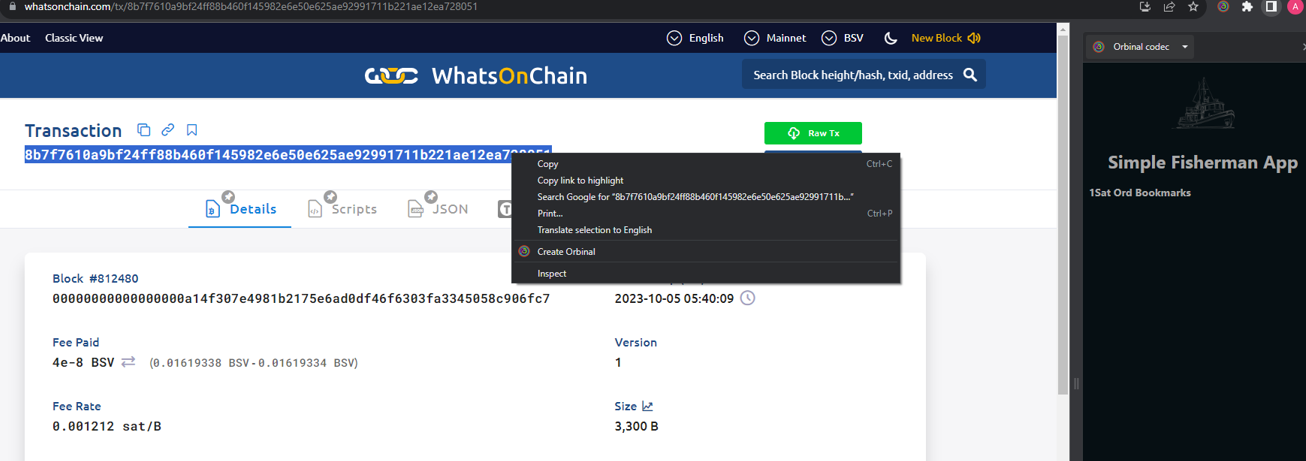 whatsonchain.com/tx/8b7f7610a9bf24ff88b460f145982e6e50e625ae92991711b221ae12ea728051
About Classic View English Mainnet BSV New Block
Orbinal codec
WhatsOnChain
Search Block height/hash, txid, address
Transaction
Raw Tx
8b7f7610a9bf24ff88b460f145982e6e50e625ae92991711b221ae12ea728051
Copy Ctrl+C
Copy link to highlight
Search Google for "8b7f7610a9bf24ff88b460f145982e6e50e625ae92991711b..."
Print... Ctrl+P
Translate selection to English
Create Orbinal
Inspect
Simple Fisherman App
1Sat Ord Bookmarks
Details Scripts JSON
Block #812480
00000000000000000a14f307e4981b2175e6ad0df46f6303fa3345058c906fc7
2023-10-05 05:40:09
Fee Paid
4e-8 BSV (0.01619338 BSV - 0.01619334 BSV)
Version
1
Fee Rate
0.001212 sat/B
Size
3,300 B